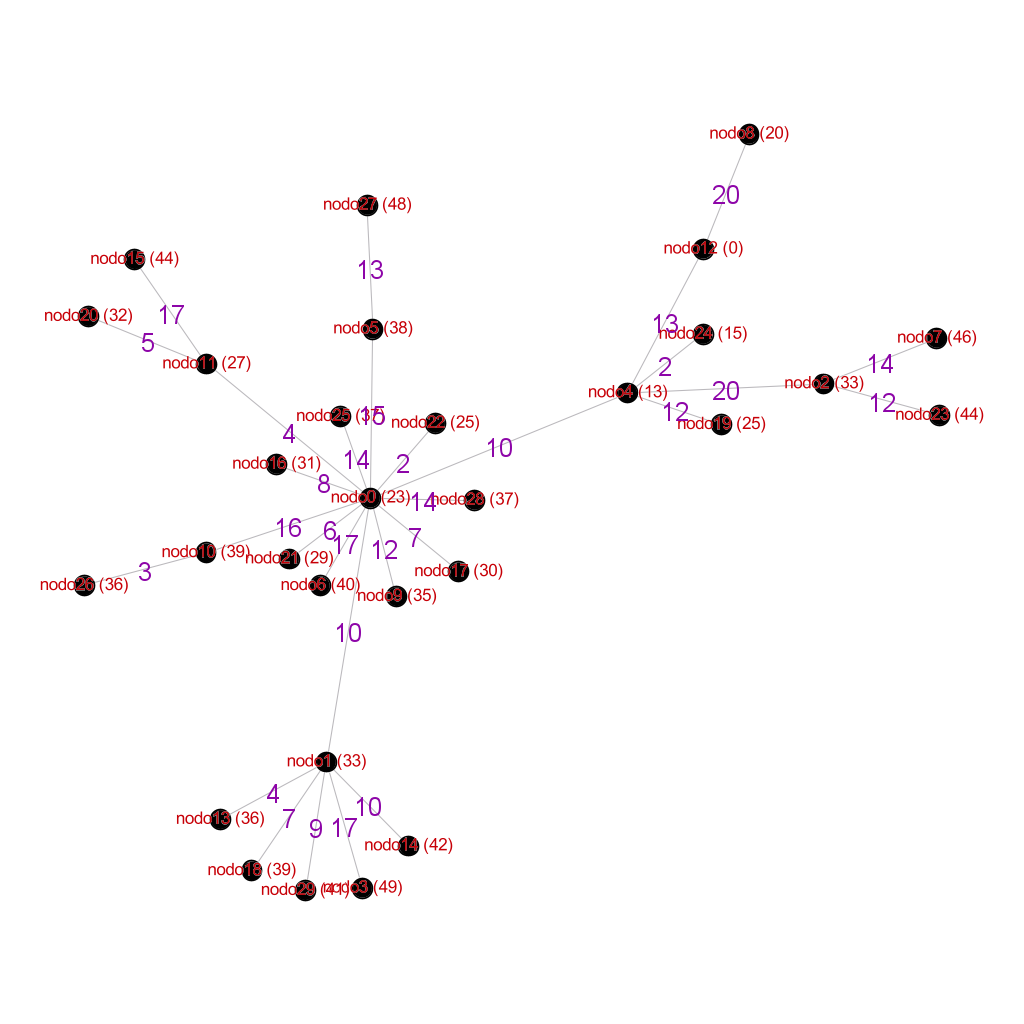 nodo8 (20)
20
nodo27 (48)
nodo12 (0)
nodo15 (44)
13
nodo20 (32)
17
13
nodo5 (38)
nodo24 (15)
nodo7 (46)
5
nodo11 (27)
2
14
nodo4 (13)
20
nodo2 (33)
12
12
nodo23 (44)
nodo25 (37)
15
nodo22 (25)
nodo19 (25)
4
10
nodo16 (31)
14
2
8
nodo0 (23)
14
nodo28 (37)
16
6
17
12
7
nodo10 (39)
nodo21 (29)
3
nodo26 (36)
nodo6 (40)
nodo9 (35)
nodo17 (30)
10
nodo1 (33)
4
10
7
9
17
nodo13 (36)
nodo14 (42)
nodo18 (39)
nodo29 (41)
nodo3 (49)